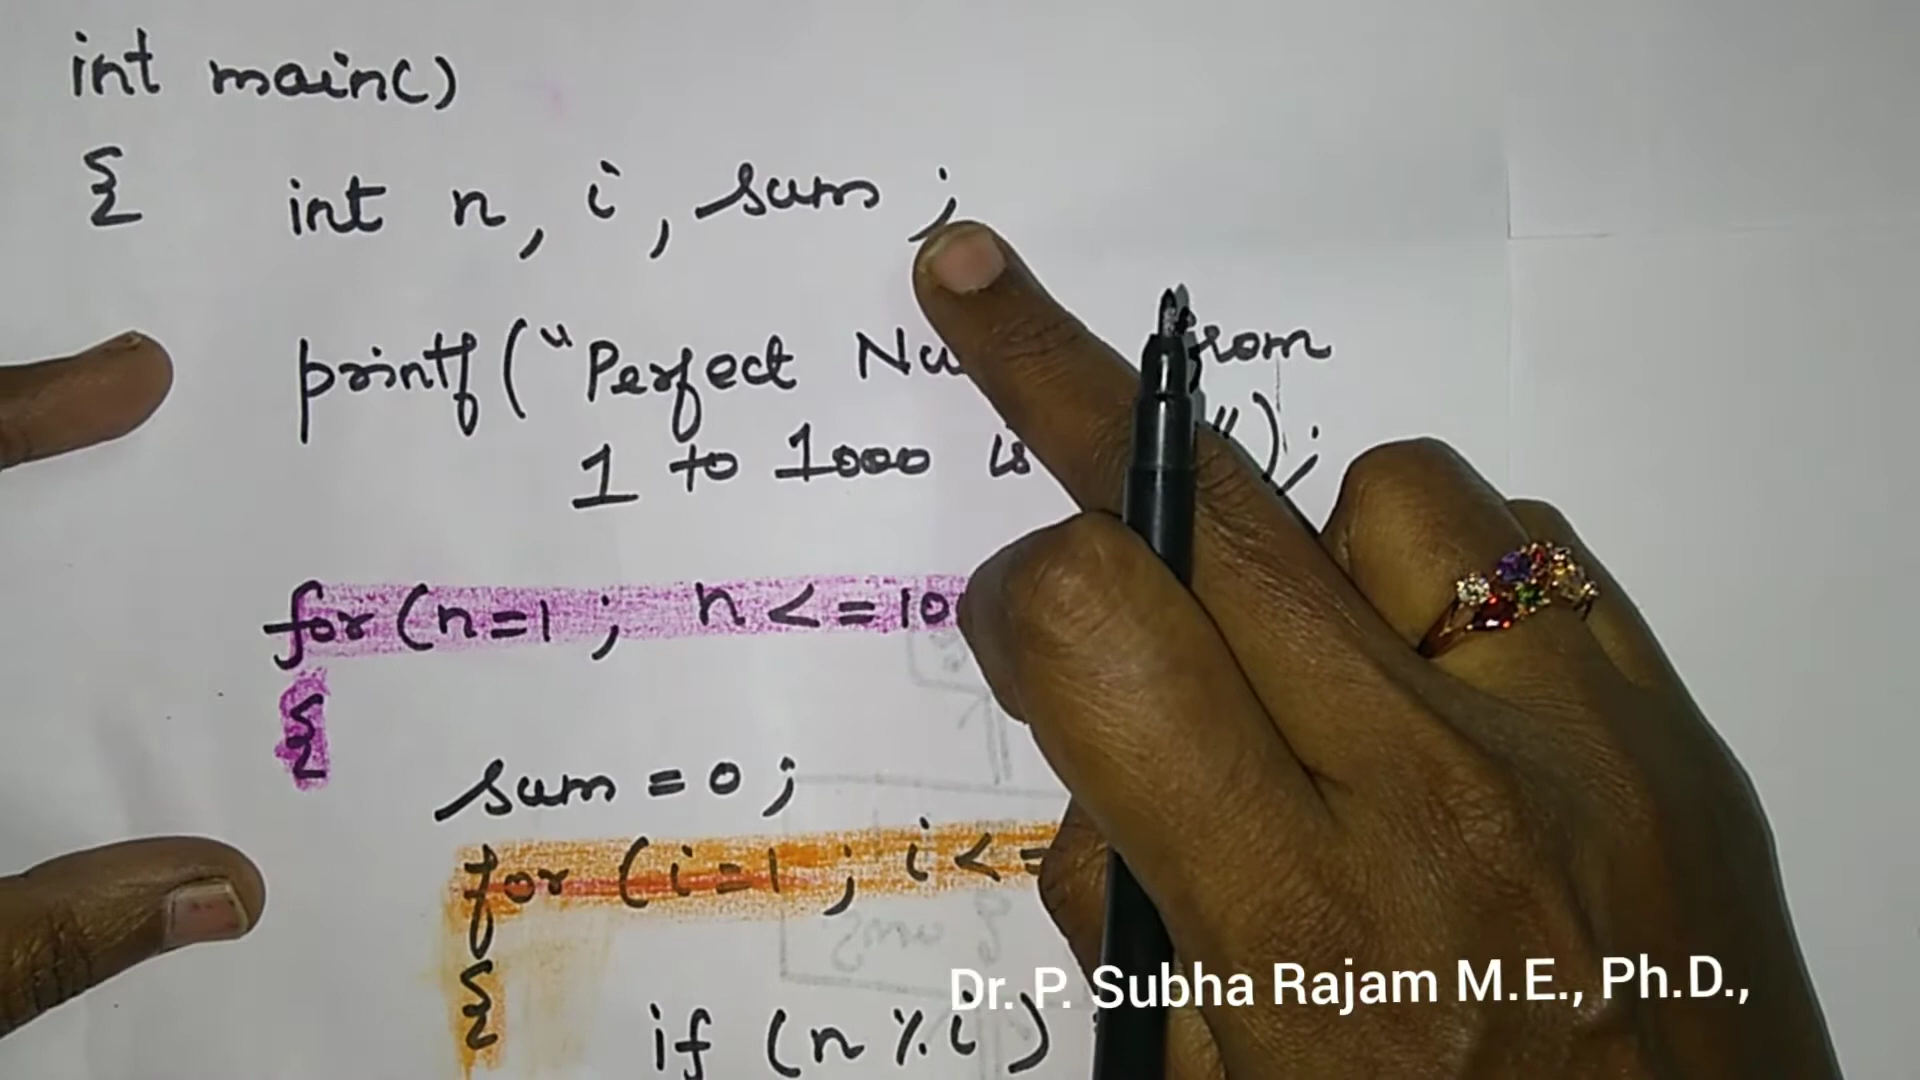 int main()
{ int n, i, sum ;
printf("Perfect
1 to 1000 is ");
for (n=1 ; n <=10
{
sum = 0 ;
for (i=1 ; i <=
{
if (n % i)
Dr. P. Subha Rajam M.E., Ph.D.,